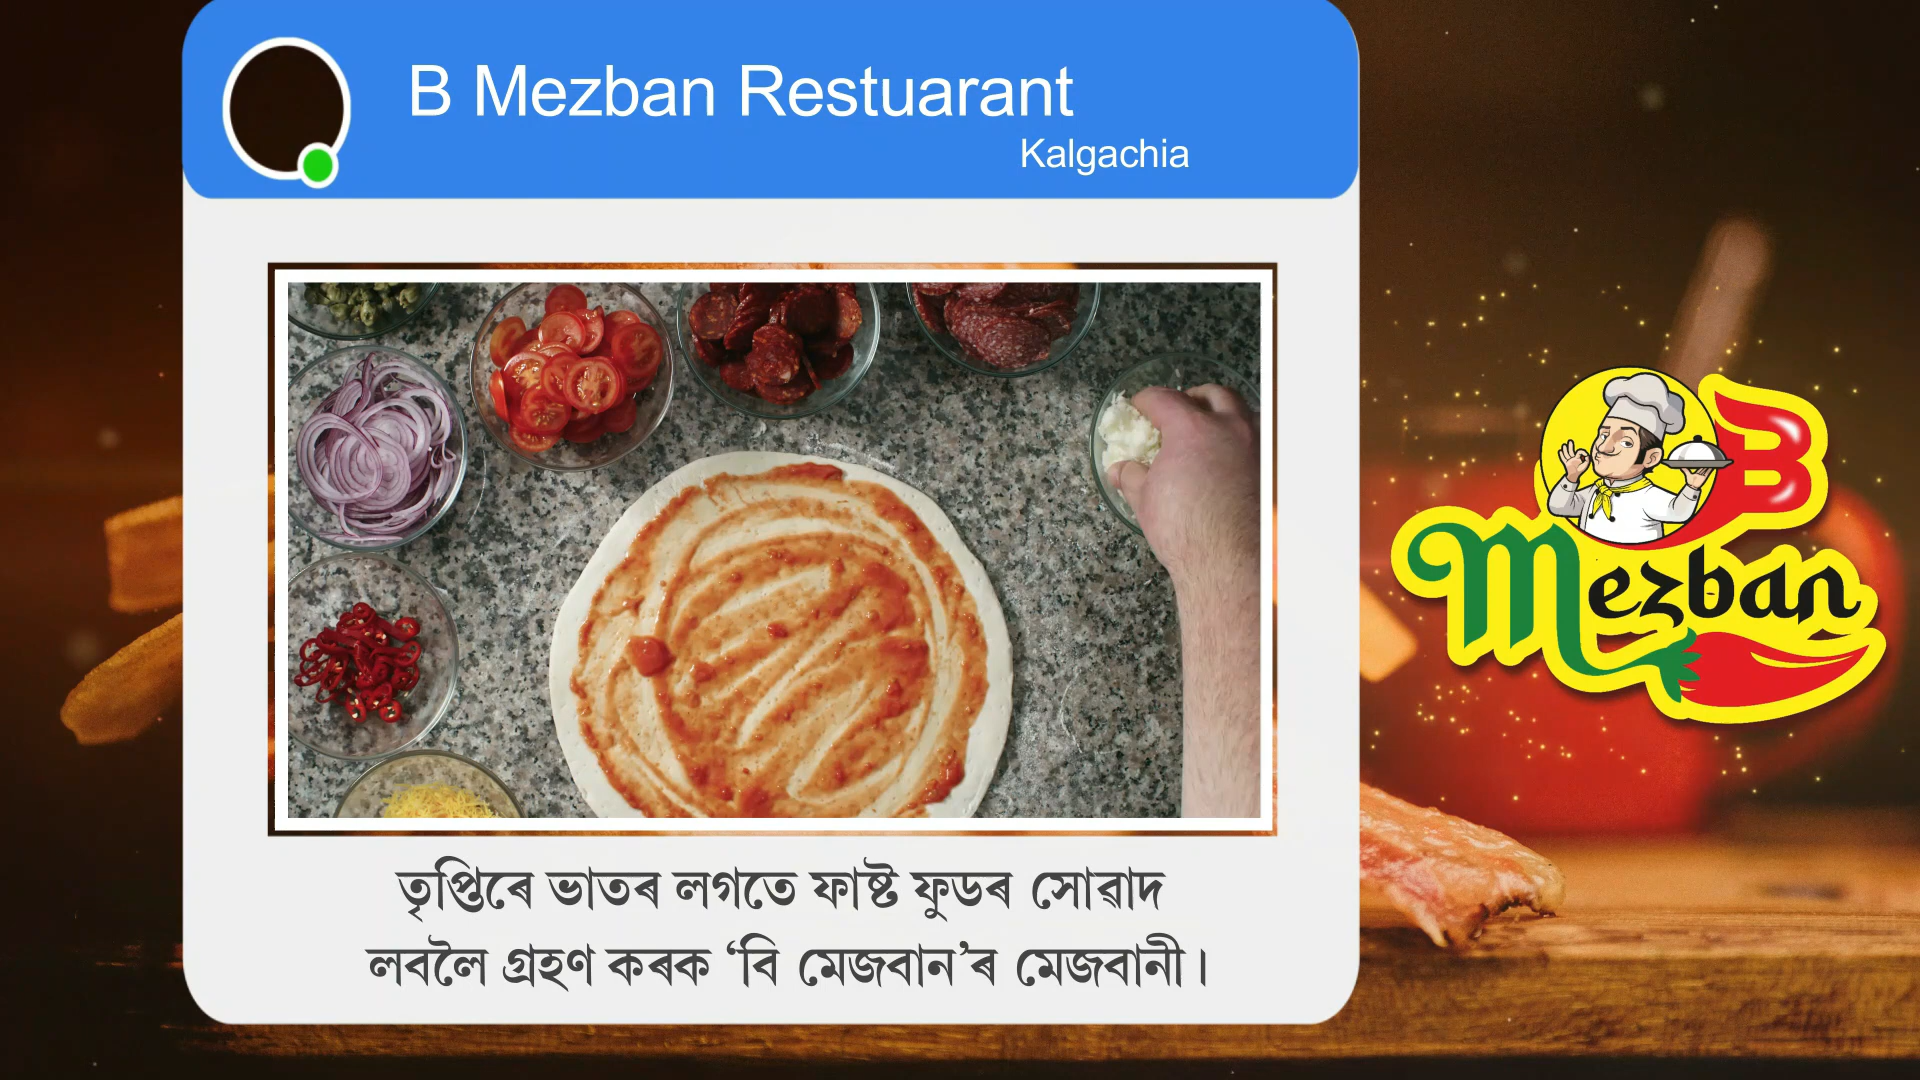 B Mezban Restuarant
Kalgachia
B
Mezban
তৃপ্তিৰে ভাতৰ লগতে ফাষ্ট ফুডৰ সোৱাদ
লবলৈ গ্ৰহণ কৰক ‘বি মেজবান’ৰ মেজবানী।